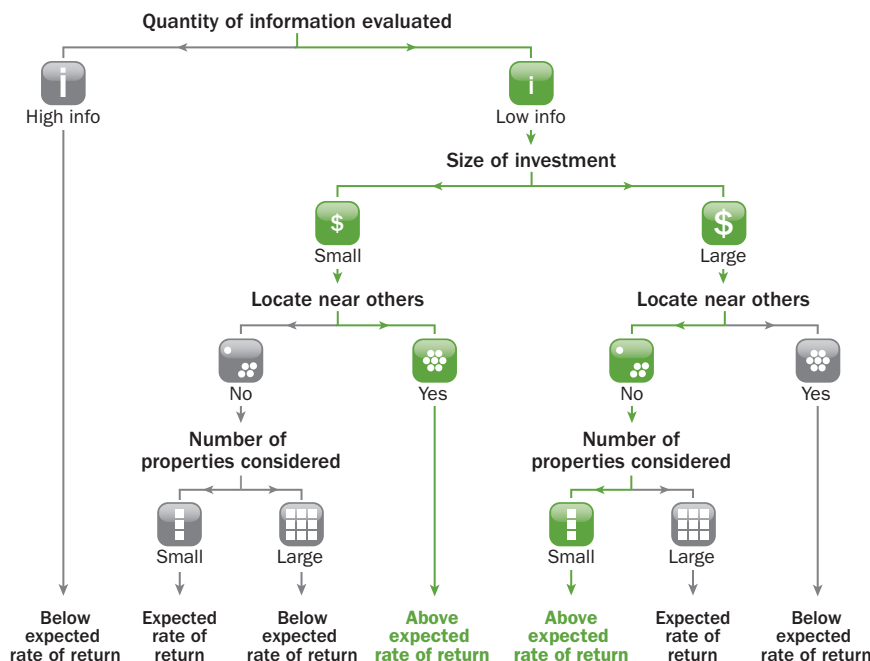 Quantity of information evaluated
i
i
High info
Low info
Size of investment
$
$
Small
Large
Locate near others
Locate near others
No
Yes
No
Yes
Number of
properties considered
Number of
properties considered
Small
Large
Small
Large
Below
expected
rate of return
Expected
rate of
return
Below
expected
rate of return
Above
expected
rate of return
Above
expected
rate of return
Expected
rate of
return
Below
expected
rate of return